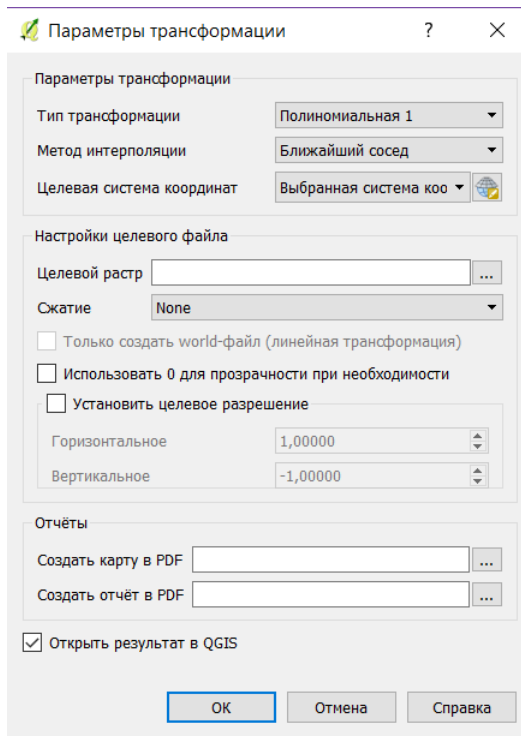 Параметры трансформации ?
Параметры трансформации
Тип трансформации Полиномиальная 1
Метод интерполяции Ближайший сосед
Целевая система координат Выбранная система коо
Настройки целевого файла
Целевой растр ...
Сжатие None
Только создать world-файл (линейная трансформация)
Использовать 0 для прозрачности при необходимости
Установить целевое разрешение
Горизонтальное 1,00000
Вертикальное -1,00000
Отчёты
Создать карту в PDF ...
Создать отчёт в PDF ...
Открыть результат в QGIS
OK Отмена Справка